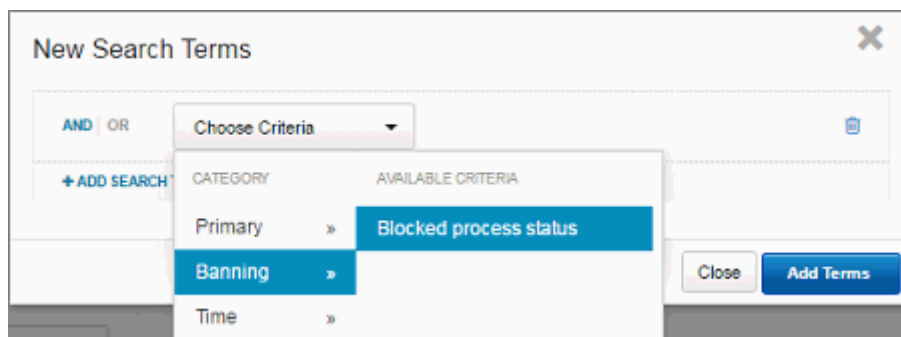 New Search Terms
AND OR Choose Criteria
+ ADD SEARCH
CATEGORY AVAILABLE CRITERIA
Primary »
Blocked process status
Banning »
Close Add Terms
Time »